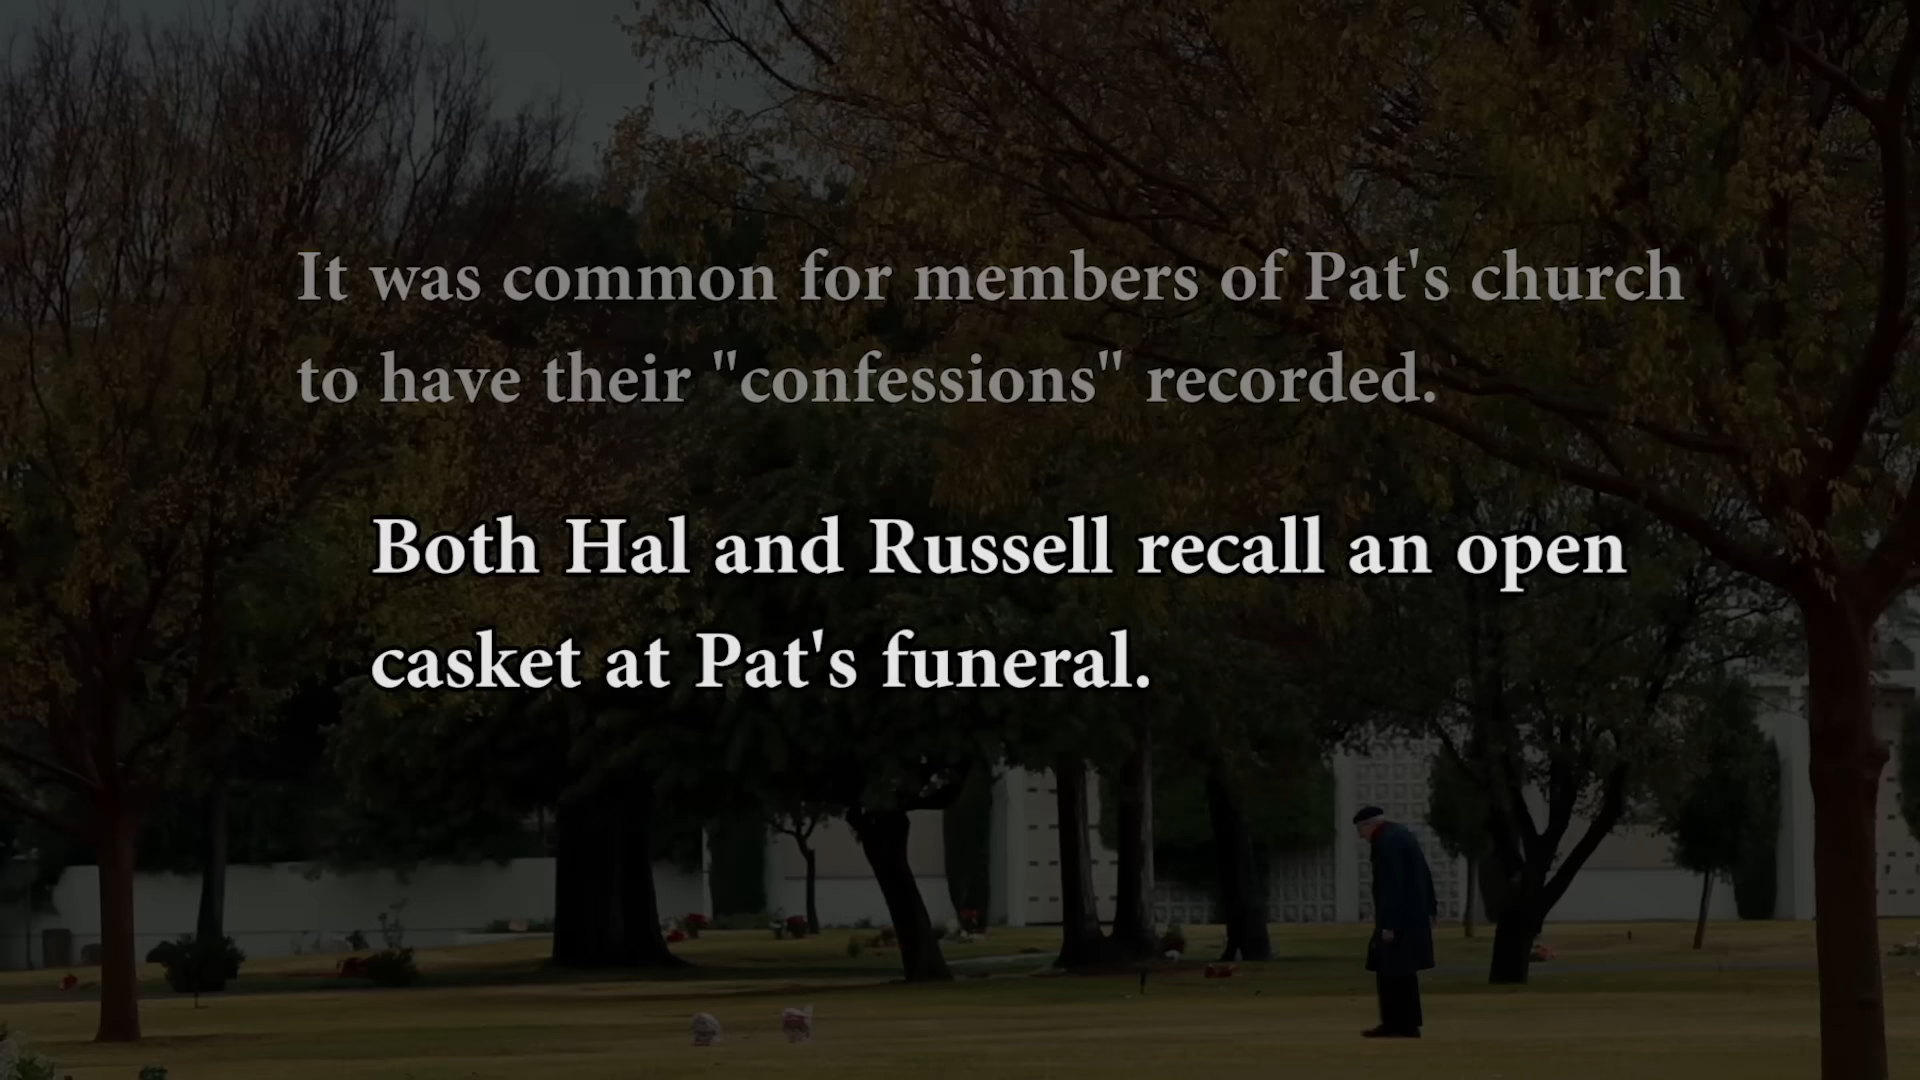 It was common for members of Pat's church
to have their "confessions" recorded.
Both Hal and Russell recall an open
casket at Pat's funeral.